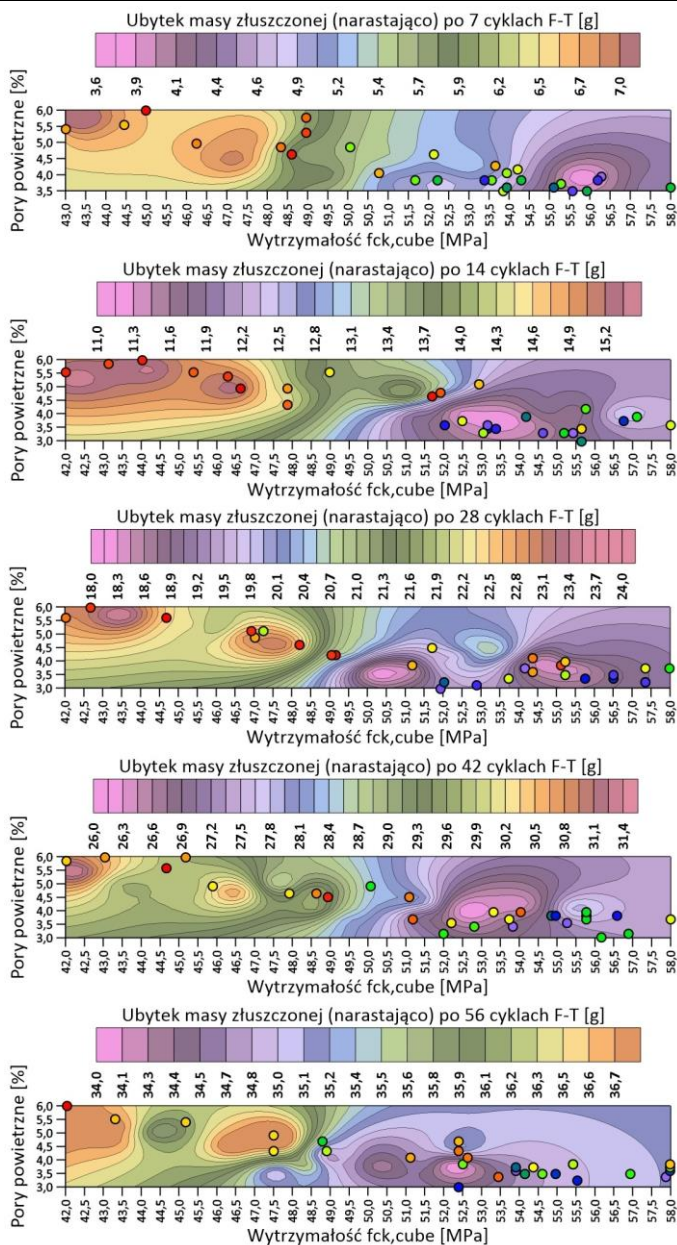 Ubytek masy złuszczonej (narastająco) po 7 cyklach F-T [g]
3,6 3,9 4,1 4,4 4,6 4,9 5,2 5,4 5,7 5,9 6,2 6,5 6,7 7,0
Pory powietrzne [%]
6,0
5,5
5,0
4,5
4,0
3,5
43,0 43,5 44,0 44,5 45,0 45,5 46,0 46,5 47,0 47,5 48,0 48,5 49,0 49,5 50,0 50,5 51,0 51,5 52,0 52,5 53,0 53,5 54,0 54,5 55,0 55,5 56,0 56,5 57,0 57,5 58,0
Wytrzymałość fck,cube [MPa]
Ubytek masy złuszczonej (narastająco) po 14 cyklach F-T [g]
11,0 11,3 11,6 11,9 12,2 12,5 12,8 13,1 13,4 13,7 14,0 14,3 14,6 14,9 15,2
Pory powietrzne [%]
6,0
5,5
5,0
4,5
4,0
3,5
3,0
42,0 42,5 43,0 43,5 44,0 44,5 45,0 45,5 46,0 46,5 47,0 47,5 48,0 48,5 49,0 49,5 50,0 50,5 51,0 51,5 52,0 52,5 53,0 53,5 54,0 54,5 55,0 55,5 56,0 56,5 57,0 57,5 58,0
Wytrzymałość fck,cube [MPa]
Ubytek masy złuszczonej (narastająco) po 28 cyklach F-T [g]
18,0 18,3 18,6 18,9 19,2 19,5 19,8 20,1 20,4 20,7 21,0 21,3 21,6 21,9 22,2 22,5 22,8 23,1 23,4 23,7 24,0
Pory powietrzne [%]
6,0
5,5
5,0
4,5
4,0
3,5
3,0
42,0 42,5 43,0 43,5 44,0 44,5 45,0 45,5 46,0 46,5 47,0 47,5 48,0 48,5 49,0 49,5 50,0 50,5 51,0 51,5 52,0 52,5 53,0 53,5 54,0 54,5 55,0 55,5 56,0 56,5 57,0 57,5 58,0
Wytrzymałość fck,cube [MPa]
Ubytek masy złuszczonej (narastająco) po 42 cyklach F-T [g]
26,0 26,3 26,6 26,9 27,2 27,5 27,8 28,1 28,4 28,7 29,0 29,3 29,6 29,9 30,2 30,5 30,8 31,1 31,4
Pory powietrzne [%]
6,0
5,5
5,0
4,5
4,0
3,5
3,0
42,0 42,5 43,0 43,5 44,0 44,5 45,0 45,5 46,0 46,5 47,0 47,5 48,0 48,5 49,0 49,5 50,0 50,5 51,0 51,5 52,0 52,5 53,0 53,5 54,0 54,5 55,0 55,5 56,0 56,5 57,0 57,5 58,0
Wytrzymałość fck,cube [MPa]
Ubytek masy złuszczonej (narastająco) po 56 cyklach F-T [g]
34,0 34,1 34,3 34,4 34,5 34,7 34,8 35,0 35,1 35,2 35,4 35,5 35,6 35,8 35,9 36,1 36,2 36,3 36,5 36,6 36,7
Pory powietrzne [%]
6,0
5,5
5,0
4,5
4,0
3,5
3,0
42,0 42,5 43,0 43,5 44,0 44,5 45,0 45,5 46,0 46,5 47,0 47,5 48,0 48,5 49,0 49,5 50,0 50,5 51,0 51,5 52,0 52,5 53,0 53,5 54,0 54,5 55,0 55,5 56,0 56,5 57,0 57,5 58,0
Wytrzymałość fck,cube [MPa]